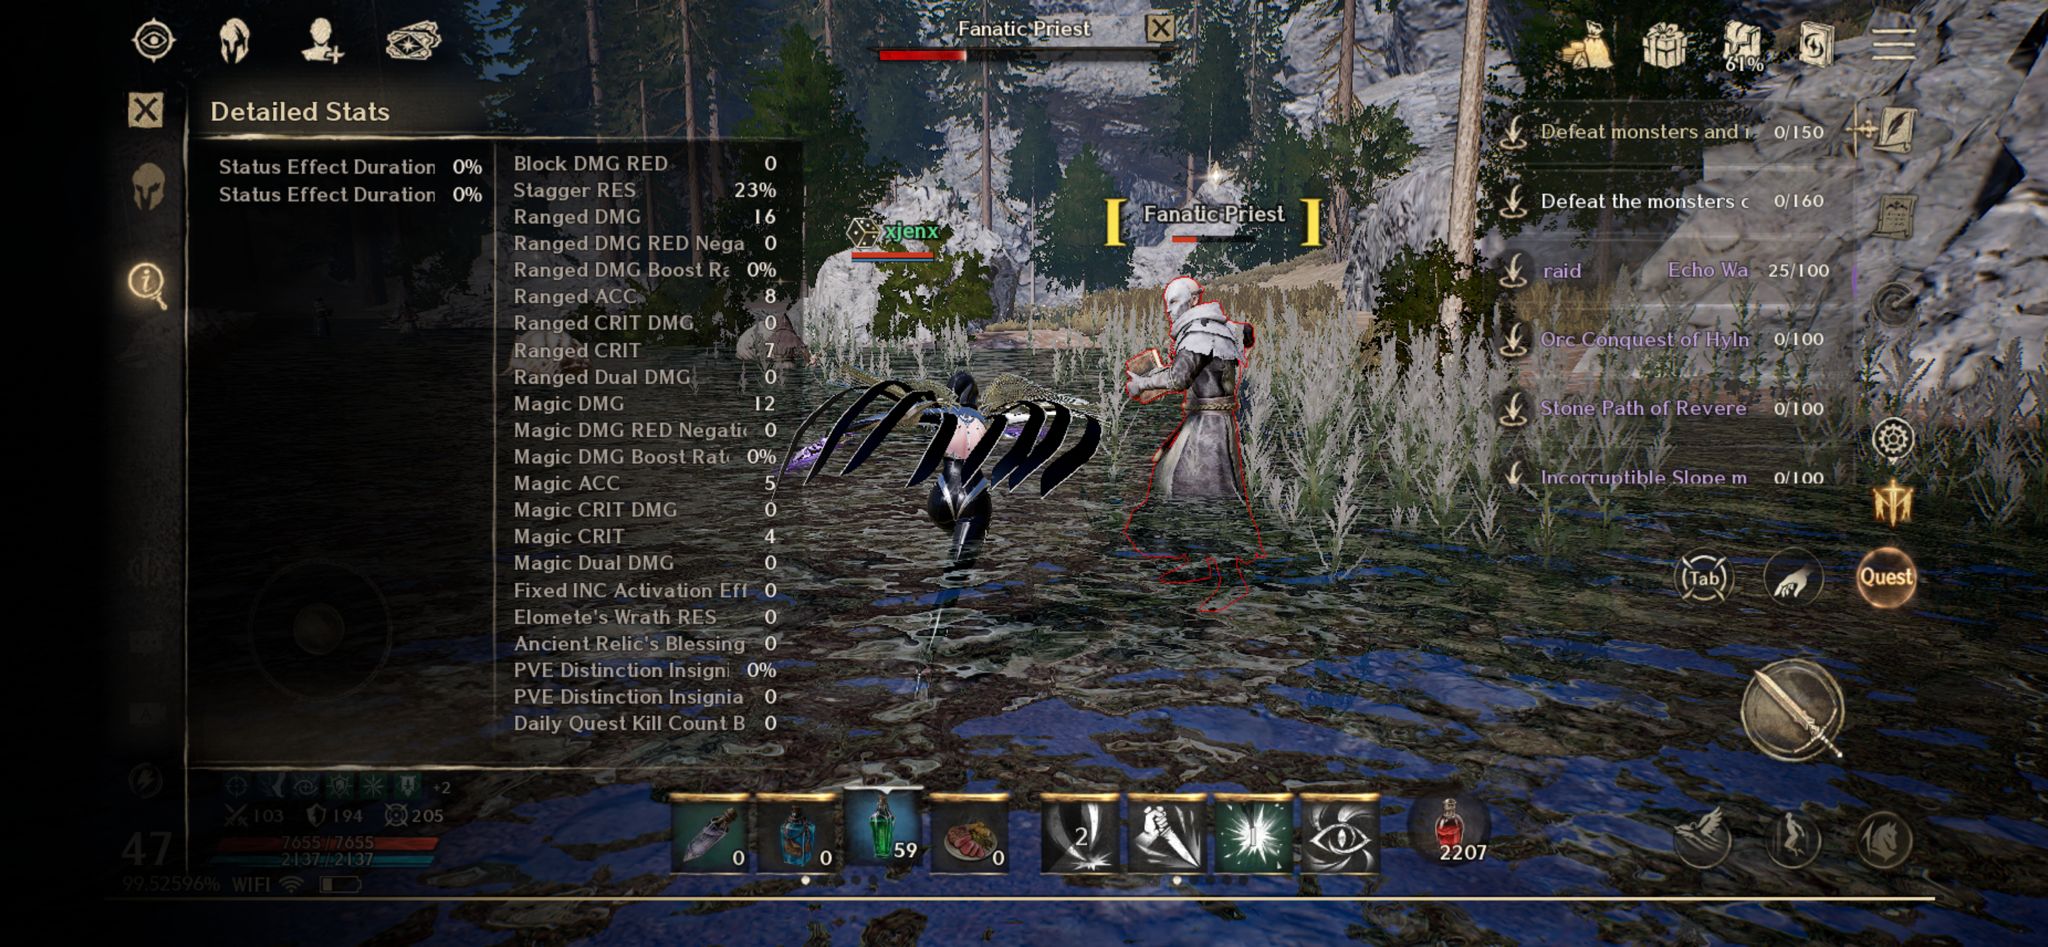 Fanatic Priest
61%
Detailed Stats
Status Effect Duration 0%
Status Effect Duration 0%
Block DMG RED 0
Stagger RES 23%
Ranged DMG 16
Ranged DMG RED Nega 0
Ranged DMG Boost Ra 0%
Ranged ACC 8
Ranged CRIT DMG 0
Ranged CRIT 7
Ranged Dual DMG 0
Magic DMG 12
Magic DMG RED Negati 0
Magic DMG Boost Rate 0%
Magic ACC 5
Magic CRIT DMG 0
Magic CRIT 4
Magic Dual DMG 0
Fixed INC Activation Eff 0
Elomete's Wrath RES 0
Ancient Relic's Blessing 0
PVE Distinction Insign 0%
PVE Distinction Insignia 0
Daily Quest Kill Count B 0
xjenx
Fanatic Priest
Defeat monsters and 0/150
Defeat the monsters c 0/160
raid Echo Wa 25/100
Orc Conquest of Hyln 0/100
Stone Path of Revere 0/100
Incorruptible Slope m 0/100
Tab
Quest
+2
103 194 205
47
7655/7655
2137/2137
99.52596% WIFI
0
0
59
0
2
1
2207